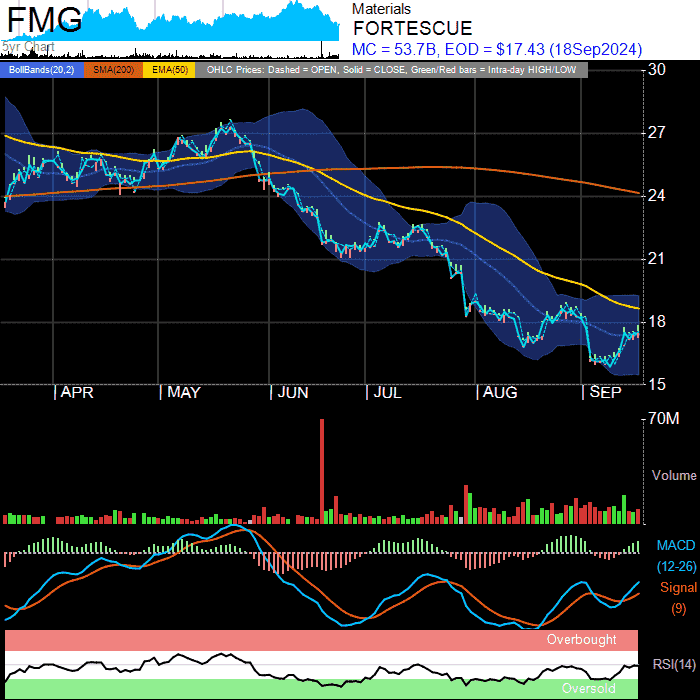 FMG
Materials
FORTESCUE
5yr Chart
MC = 53.7B, EOD = $17.43 (18Sep2024)
BollBands(20,2) SMA(200) EMA(50) OHLC Prices: Dashed = OPEN, Solid = CLOSE, Green/Red bars = Intra-day HIGH/LOW
30
27
24
21
18
15
APR MAY JUN JUL AUG SEP
70M
Volume
MACD
(12-26)
Signal
(9)
Overbought
RSI(14)
Oversold